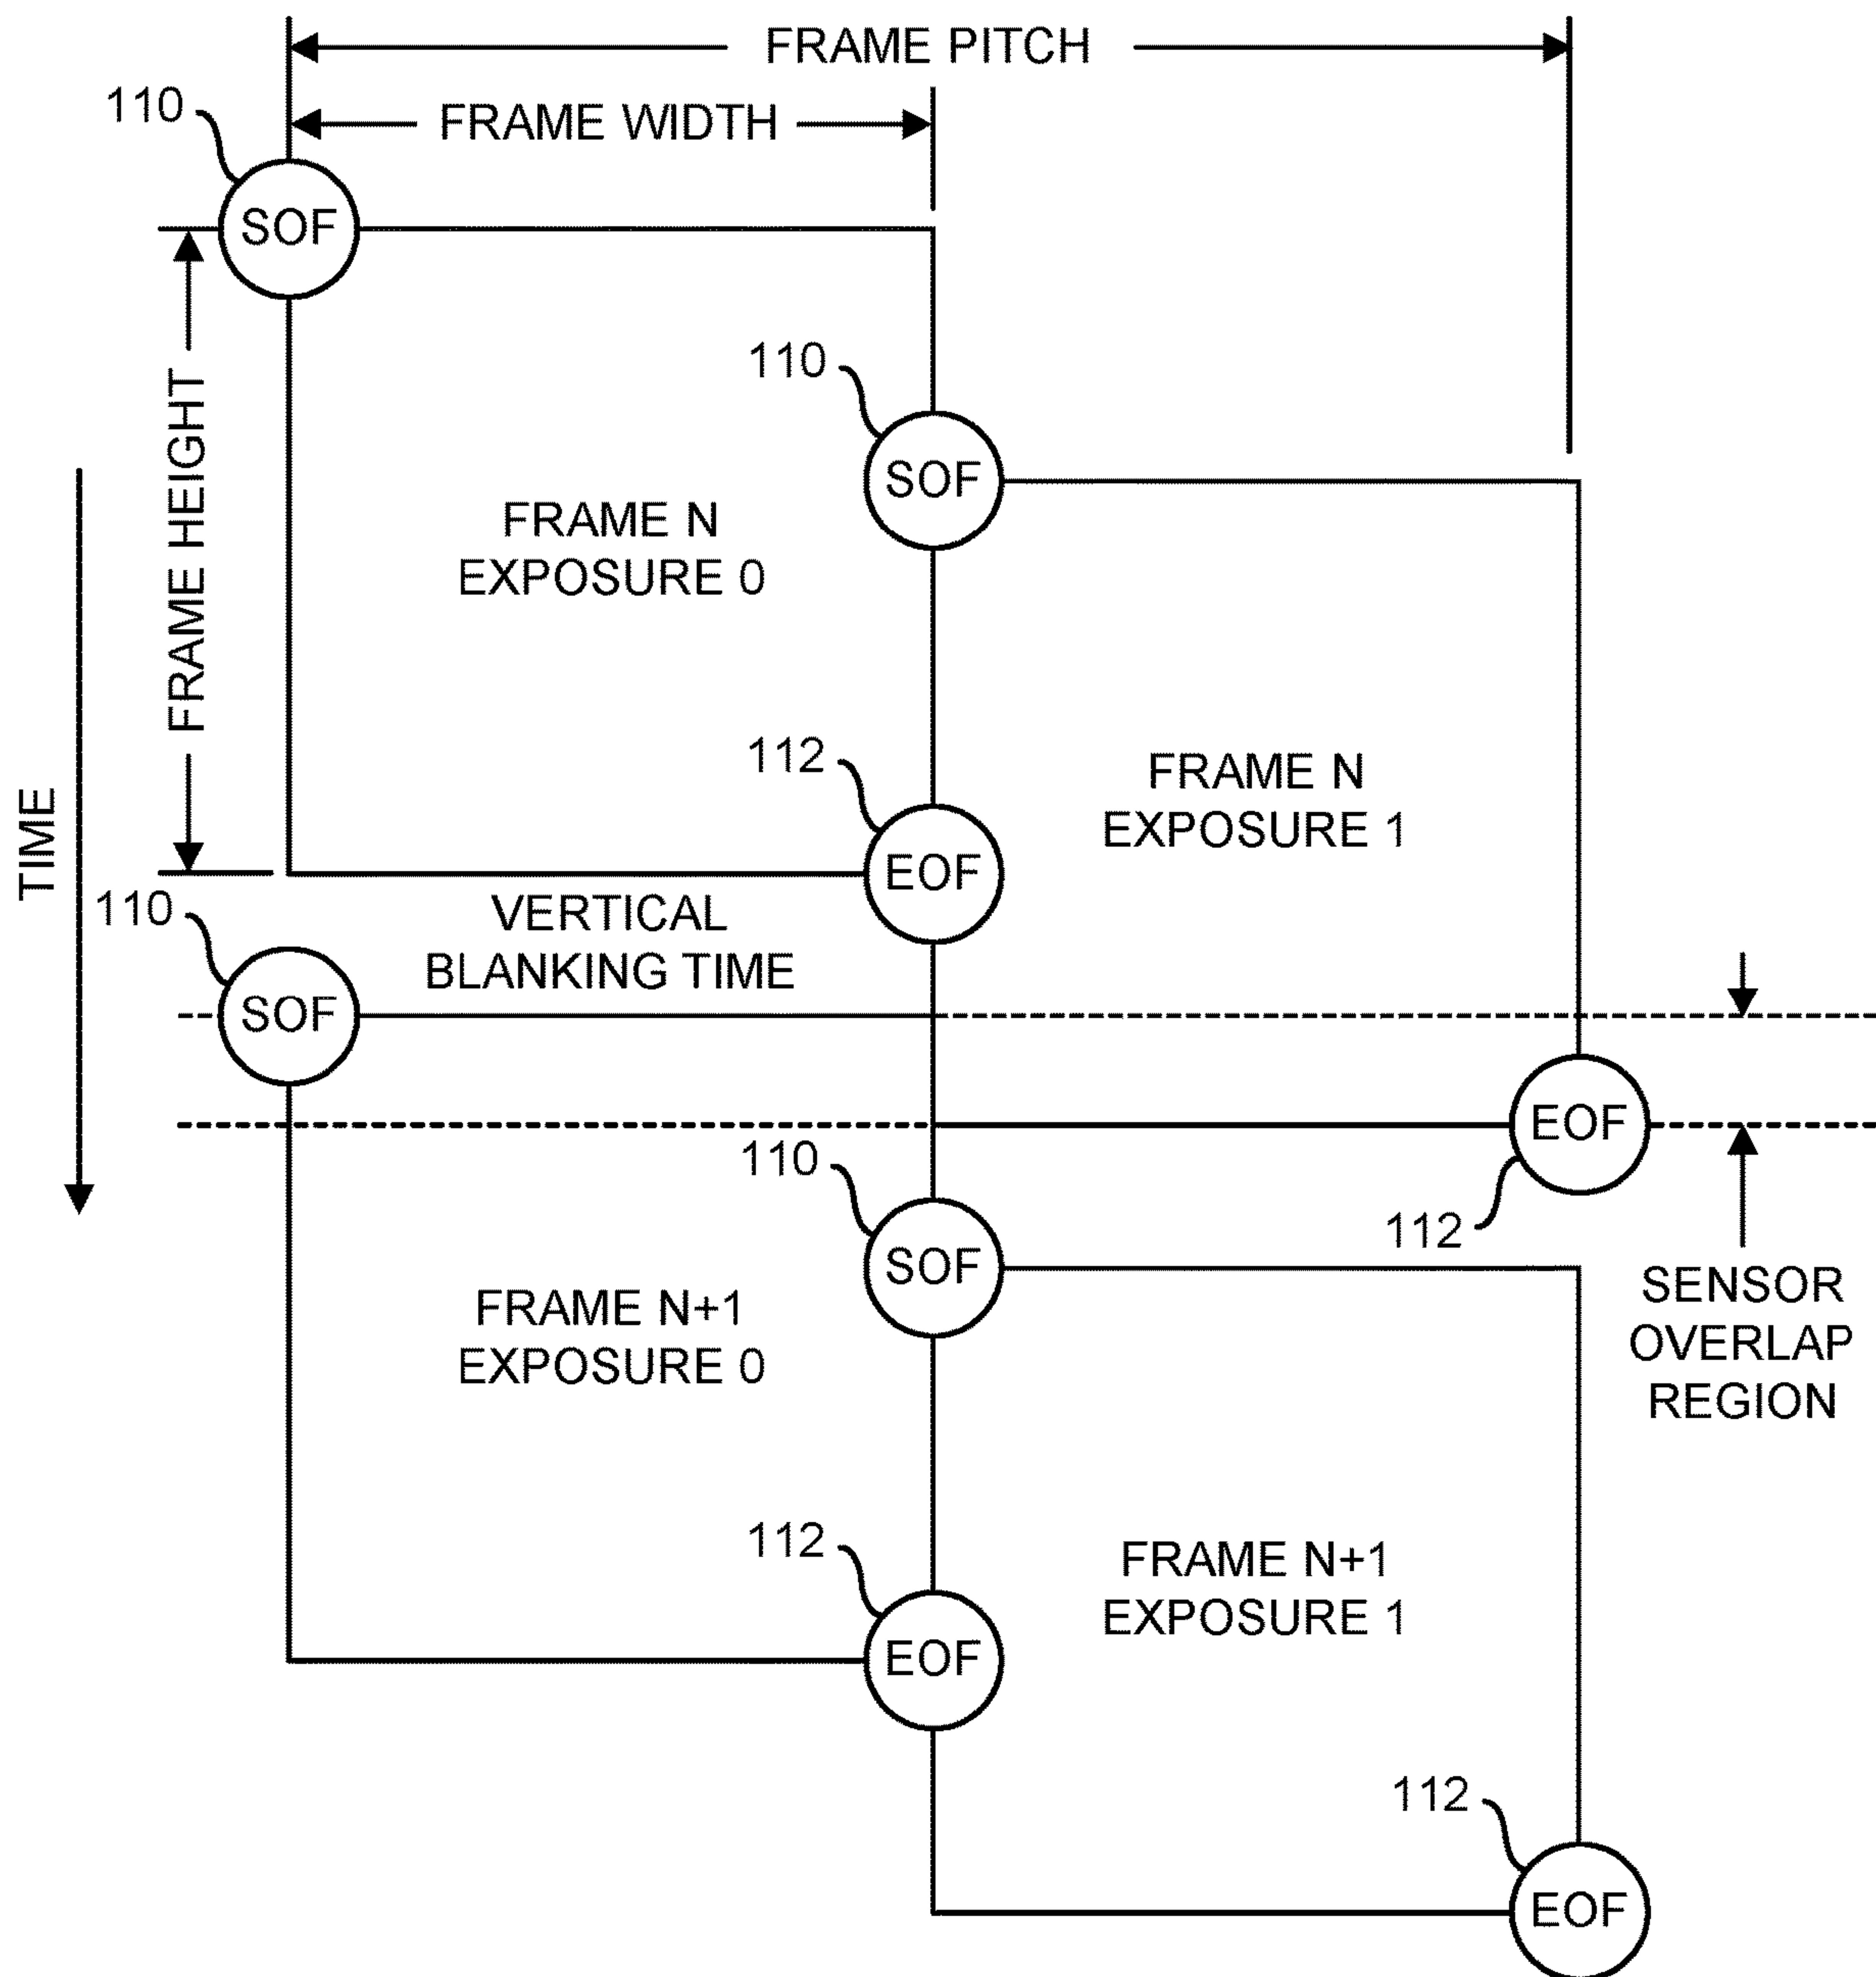 FRAME PITCH
FRAME WIDTH
110
SOF
FRAME HEIGHT
110
SOF
FRAME N
EXPOSURE 0
112
EOF
FRAME N
EXPOSURE 1
TIME
110
SOF
VERTICAL
BLANKING TIME
EOF
112
110
SOF
SENSOR
OVERLAP
REGION
FRAME N+1
EXPOSURE 0
112
EOF
FRAME N+1
EXPOSURE 1
112
EOF